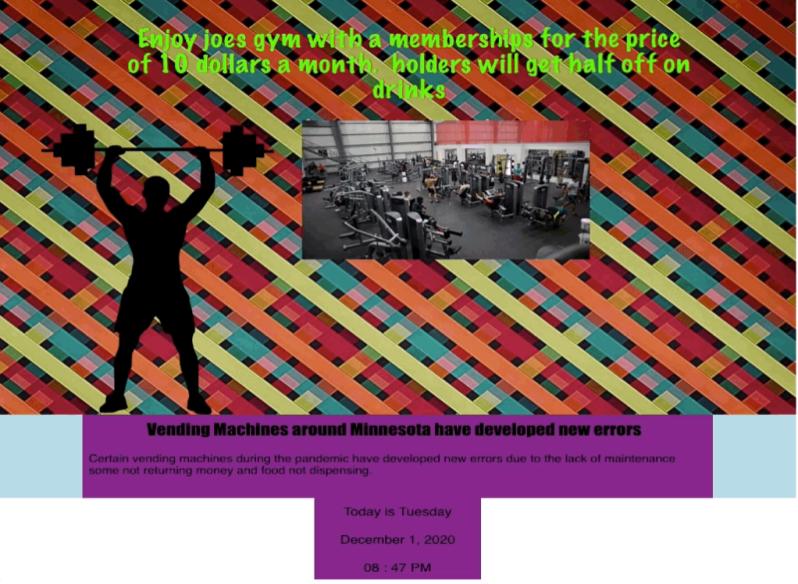 Enjoy joes gym with a memberships for the price
of 10 dollars a month,  holders will get half off on
drinks
Vending Machines around Minnesota have developed new errors
Certain vending machines during the pandemic have developed new errors due to the lack of maintenance
some not returning money and food not dispensing.
Today is Tuesday
December 1, 2020
08 : 47 PM